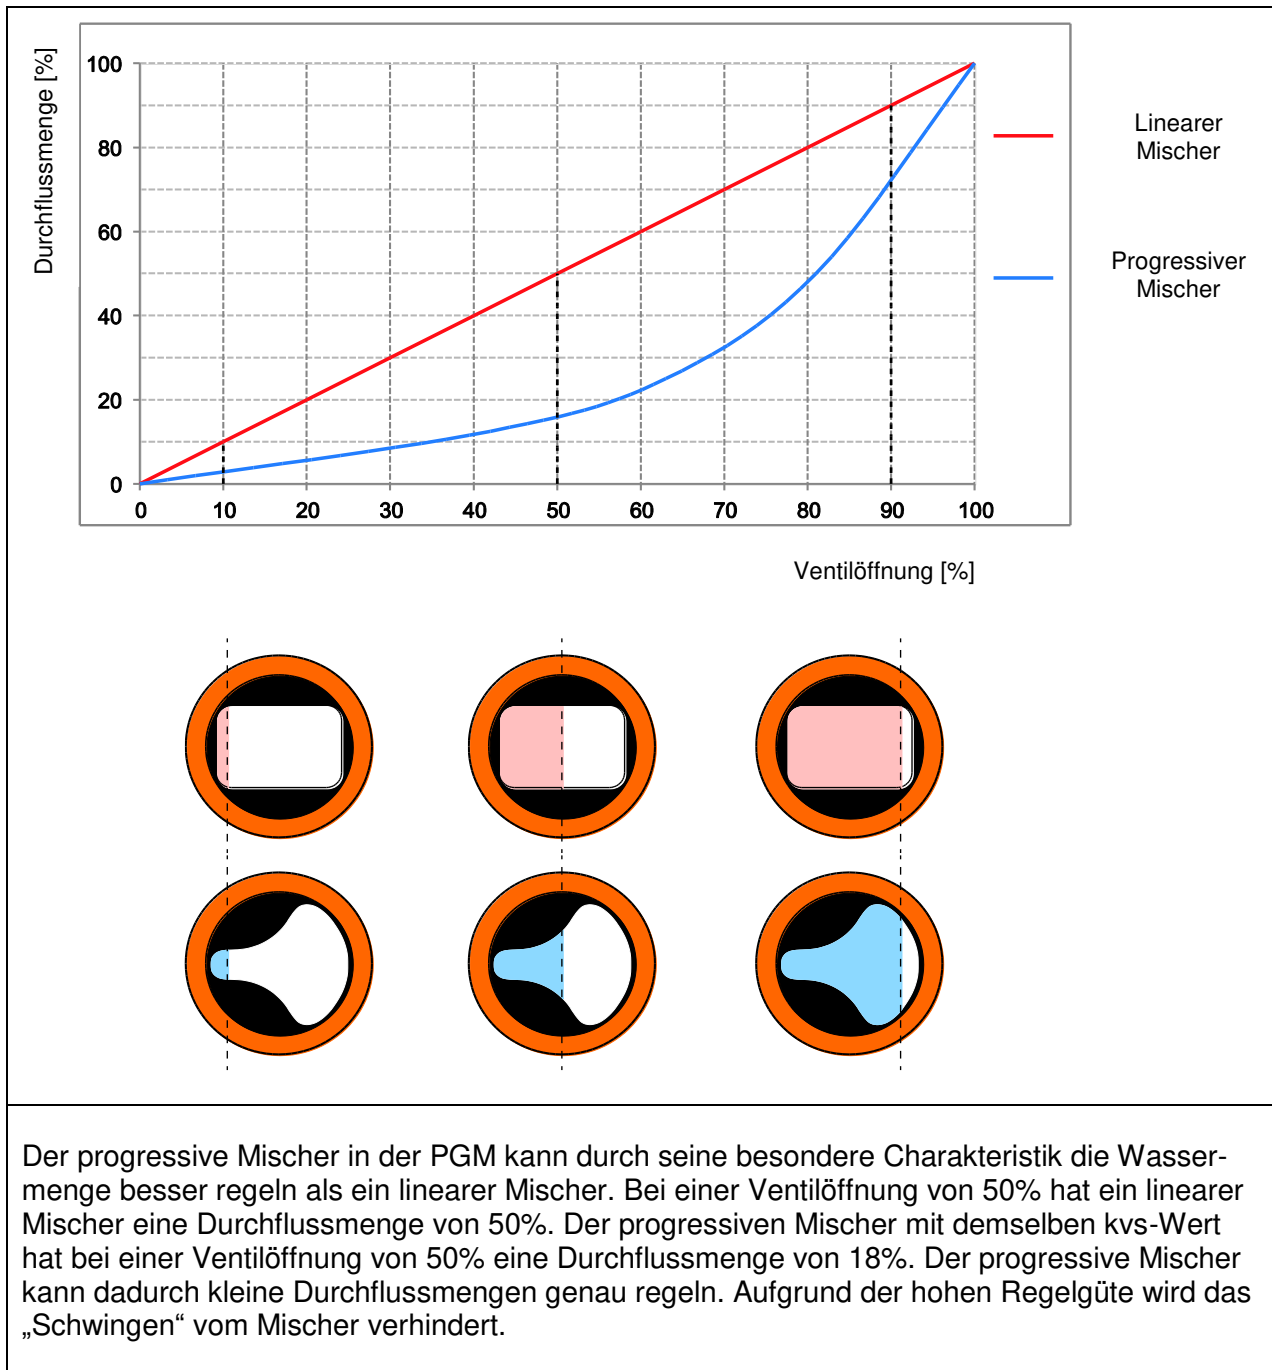 Durchflussmenge [%]
100
80
60
40
20
0
0 10 20 30 40 50 60 70 80 90 100
Ventilöffnung [%]
Linearer
Mischer
Progressiver
Mischer
Der progressive Mischer in der PGM kann durch seine besondere Charakteristik die Wasser-
menge besser regeln als ein linearer Mischer. Bei einer Ventilöffnung von 50% hat ein linearer
Mischer eine Durchflussmenge von 50%. Der progressiven Mischer mit demselben kvs-Wert
hat bei einer Ventilöffnung von 50% eine Durchflussmenge von 18%. Der progressive Mischer
kann dadurch kleine Durchflussmengen genau regeln. Aufgrund der hohen Regelgüte wird das
„Schwingen“ vom Mischer verhindert.